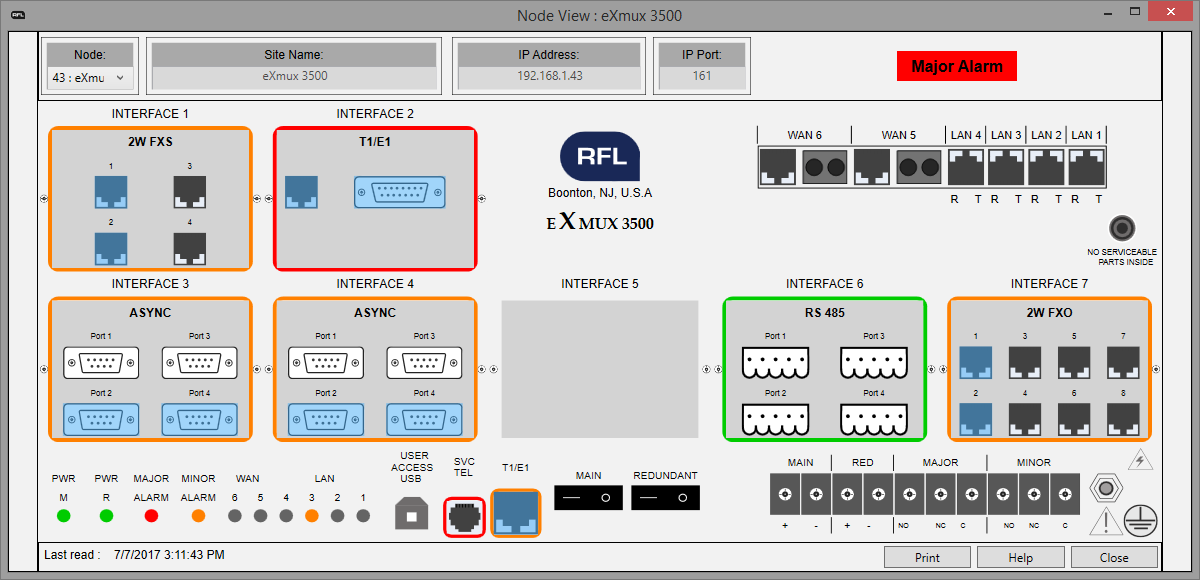 RFL
Node View : eXmux 3500
Node:
43 : eXmu
Site Name:
eXmux 3500
IP Address:
192.168.1.43
IP Port:
161
Major Alarm
INTERFACE 1
2W FXS
1
3
2
4
INTERFACE 2
T1/E1
RFL
Boonton, NJ, U.S.A
eXmux 3500
WAN 6
WAN 5
LAN 4
LAN 3
LAN 2
LAN 1
R T R T R T R T
NO SERVICEABLE
PARTS INSIDE
INTERFACE 3
ASYNC
Port 1
Port 3
Port 2
Port 4
INTERFACE 4
ASYNC
Port 1
Port 3
Port 2
Port 4
INTERFACE 5
INTERFACE 6
RS 485
Port 1
Port 3
Port 2
Port 4
INTERFACE 7
2W FXO
1 3 5 7
2 4 6 8
PWR
M
PWR
R
MAJOR
ALARM
MINOR
ALARM
WAN
6 5
LAN
4 3 2 1
USER
ACCESS
USB
SVC
TEL
T1/E1
MAIN
REDUNDANT
MAIN
RED
MAJOR
MINOR
+ -
+ -
NO NC C
NO NC C
Last read : 7/7/2017 3:11:43 PM
Print
Help
Close